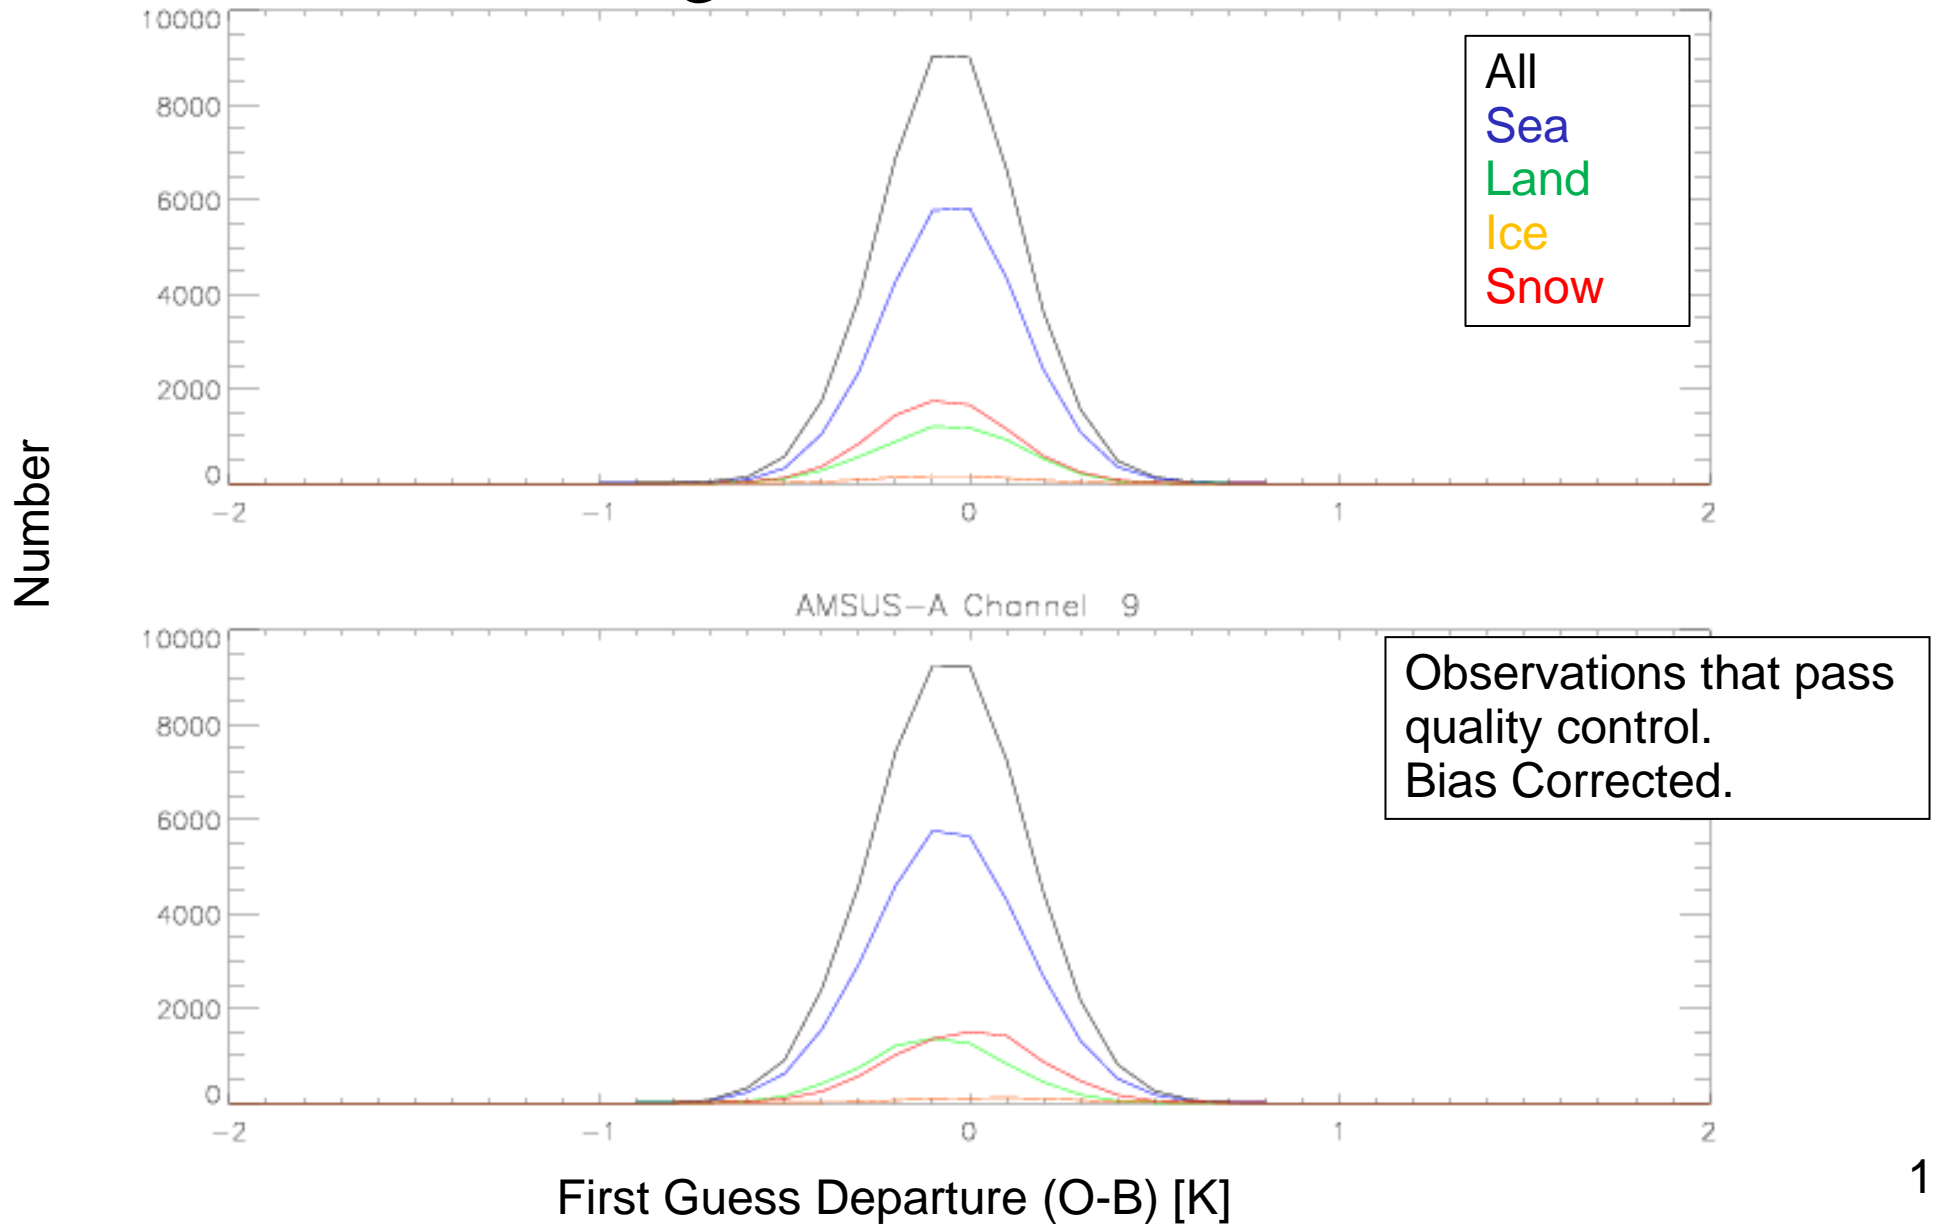 10000
8000
6000
4000
2000
0
-2 -1 0 1 2
All
Sea
Land
Ice
Snow
Number
AMSUS-A Channel 9
10000
8000
6000
4000
2000
0
-2 -1 0 1 2
Observations that pass
quality control.
Bias Corrected.
First Guess Departure (O-B) [K]
1